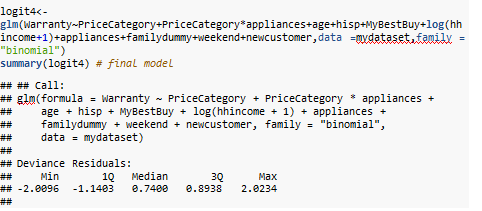 logit4<-
glm(Warranty~PriceCategory+PriceCategory*appliances+age+hisp+MyBestBuy+log(hh
income+1)+appliances+familydummy+weekend+newcustomer,data =mydataset,family =
"binomial")
summary(logit4) # final model
## ## Call:
## glm(formula = Warranty ~ PriceCategory + PriceCategory * appliances +
##     age + hisp + MyBestBuy + log(hhincome + 1) + appliances +
##     familydummy + weekend + newcustomer, family = "binomial",
##     data = mydataset)
##
## Deviance Residuals:
##     Min       1Q   Median       3Q      Max
## -2.0096  -1.1403   0.7400   0.8938   2.0234
##